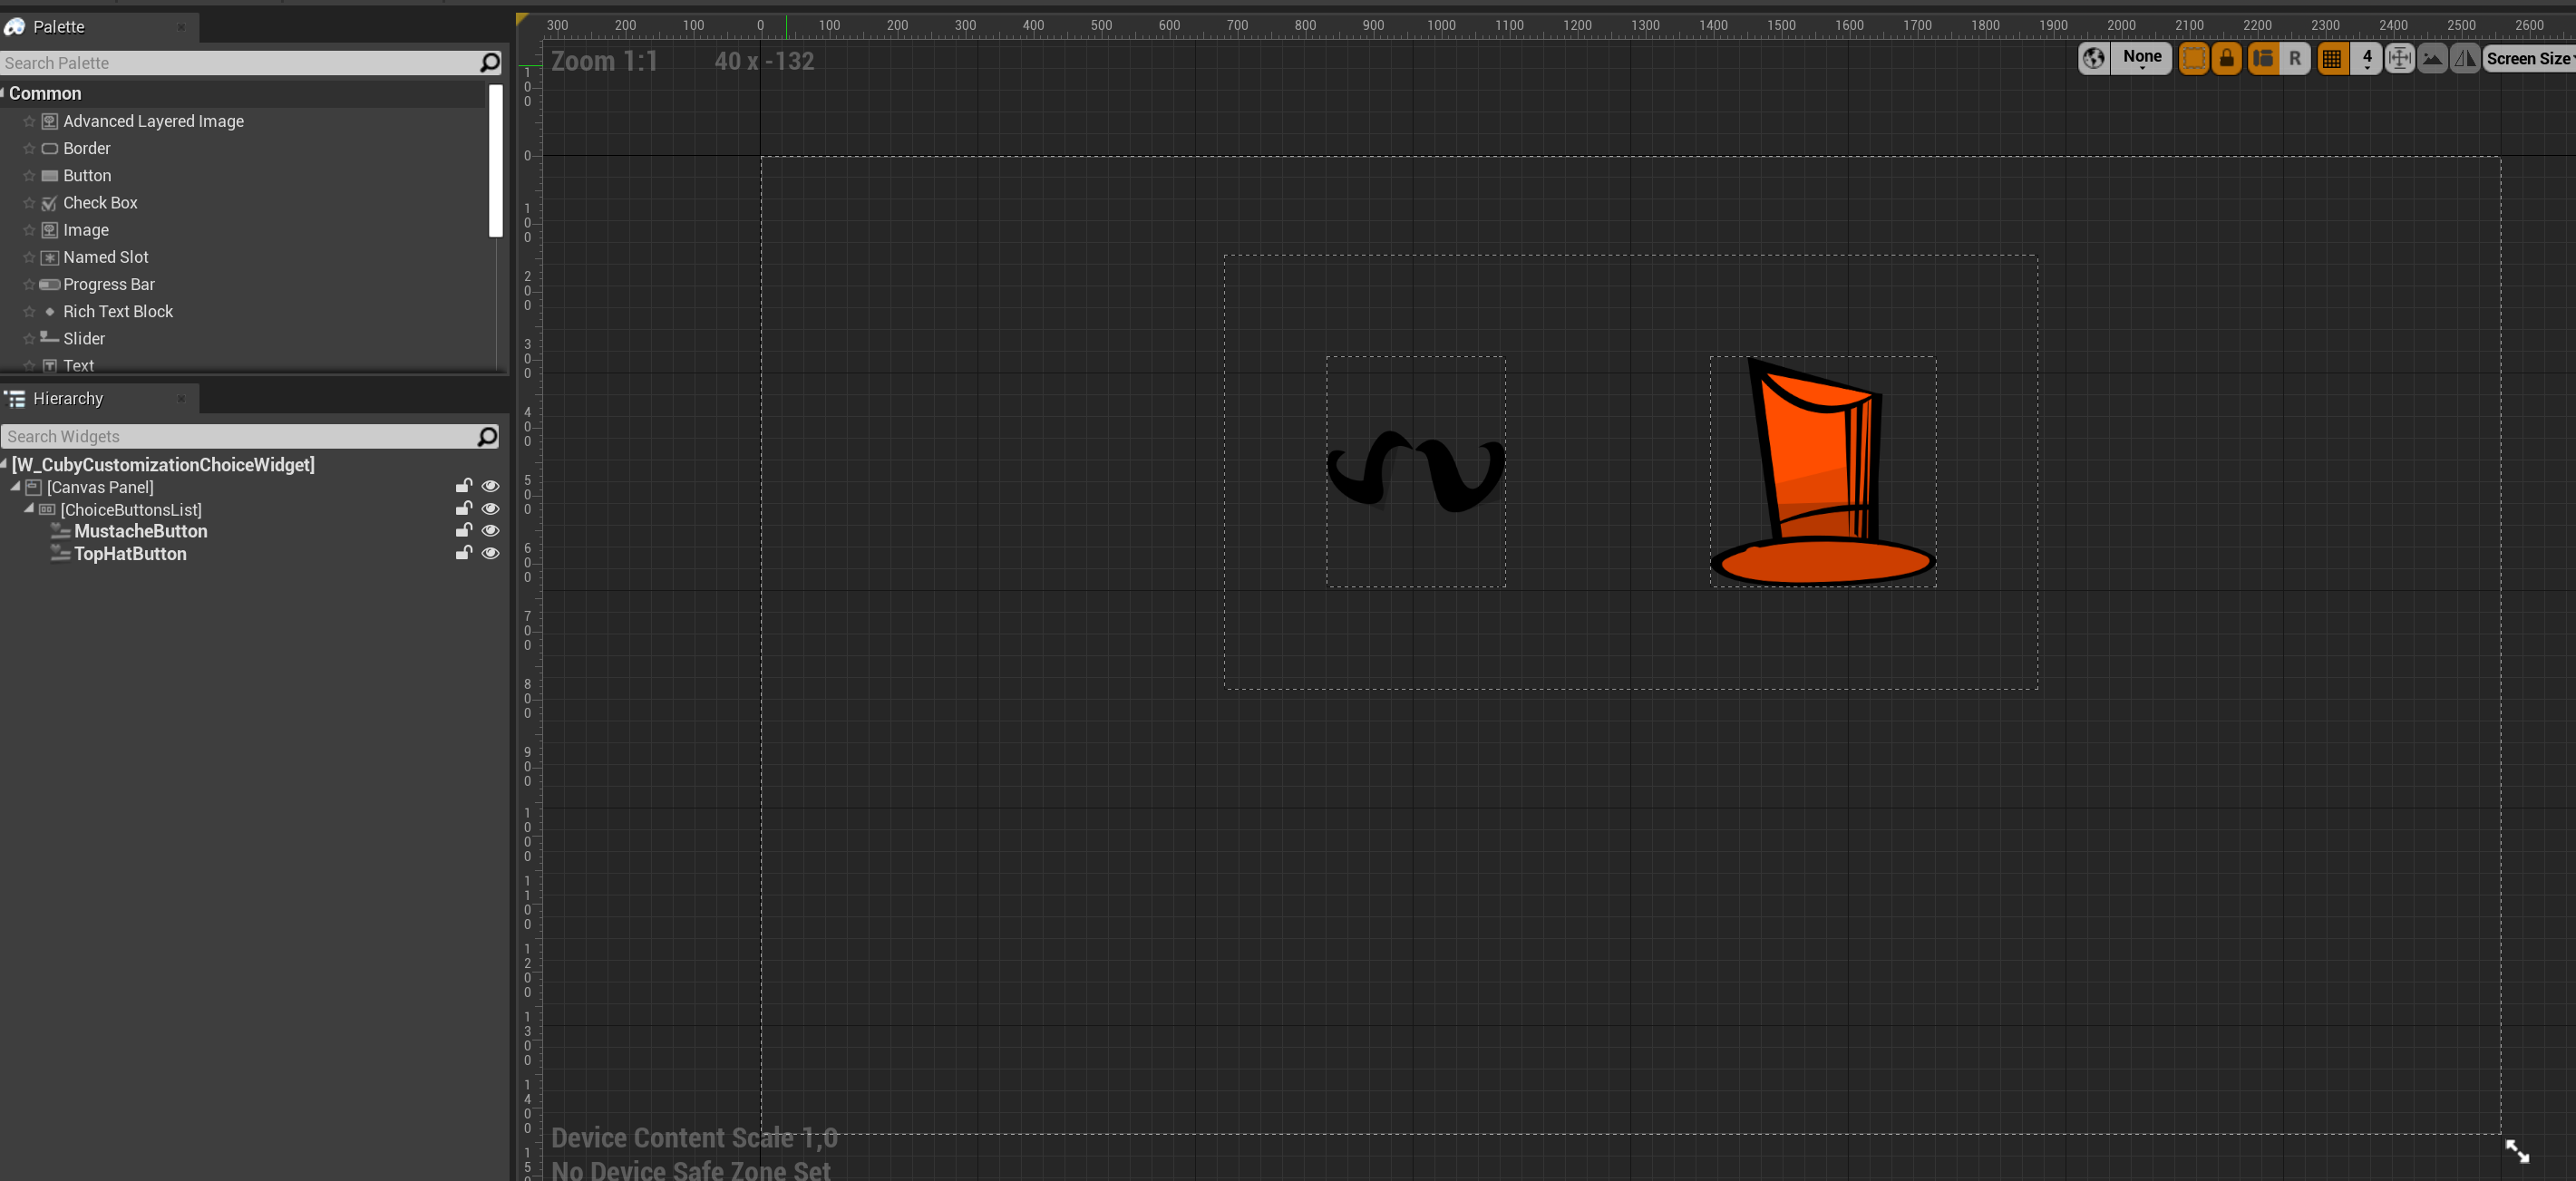 Palette
Search Palette
Common
Advanced Layered Image
Border
Button
Check Box
Image
Named Slot
Progress Bar
Rich Text Block
Slider
Text
Hierarchy
Search Widgets
[W_CubyCustomizationChoiceWidget]
[Canvas Panel]
[ChoiceButtonsList]
MustacheButton
TopHatButton
300 200 100 0 100 200 300 400 500 600 700 800 900 1000 1100 1200 1300 1400 1500 1600 1700 1800 1900 2000 2100 2200 2300 2400 2500 2600
Zoom 1:1 40 x -132
None
R
4
Screen Size
100
0
100
200
300
400
500
600
700
800
900
1000
1100
1200
1300
1400
15
Device Content Scale 1,0
No Device Safe Zone Set